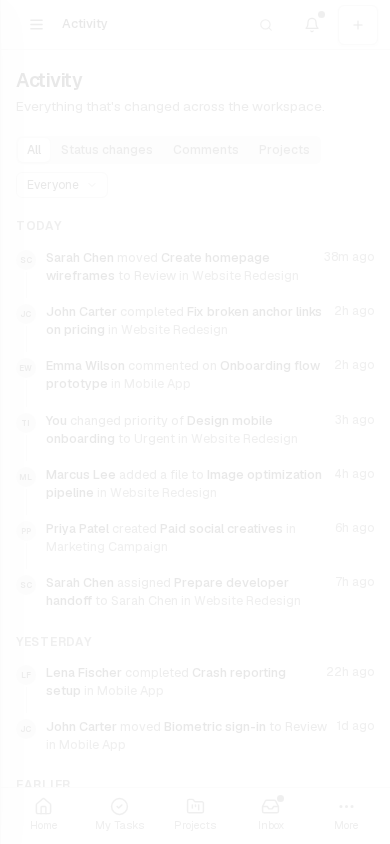 Activity
Activity
Everything that's changed across the workspace.
All Status changes Comments Projects
Everyone
TODAY
SC Sarah Chen moved Create homepage 38m ago
wireframes to Review in Website Redesign
JC John Carter completed Fix broken anchor links 2h ago
on pricing in Website Redesign
EW Emma Wilson commented on Onboarding flow 2h ago
prototype in Mobile App
You changed priority of Design mobile 3h ago
onboarding to Urgent in Website Redesign
ML Marcus Lee added a file to Image optimization 4h ago
pipeline in Website Redesign
PP Priya Patel created Paid social creatives in 6h ago
Marketing Campaign
SC Sarah Chen assigned Prepare developer 7h ago
handoff to Sarah Chen in Website Redesign
YESTERDAY
LF Lena Fischer completed Crash reporting 22h ago
setup in Mobile App
JC John Carter moved Biometric sign-in to Review 1d ago
in Mobile App
EARLIER
Home My Tasks Projects Inbox More